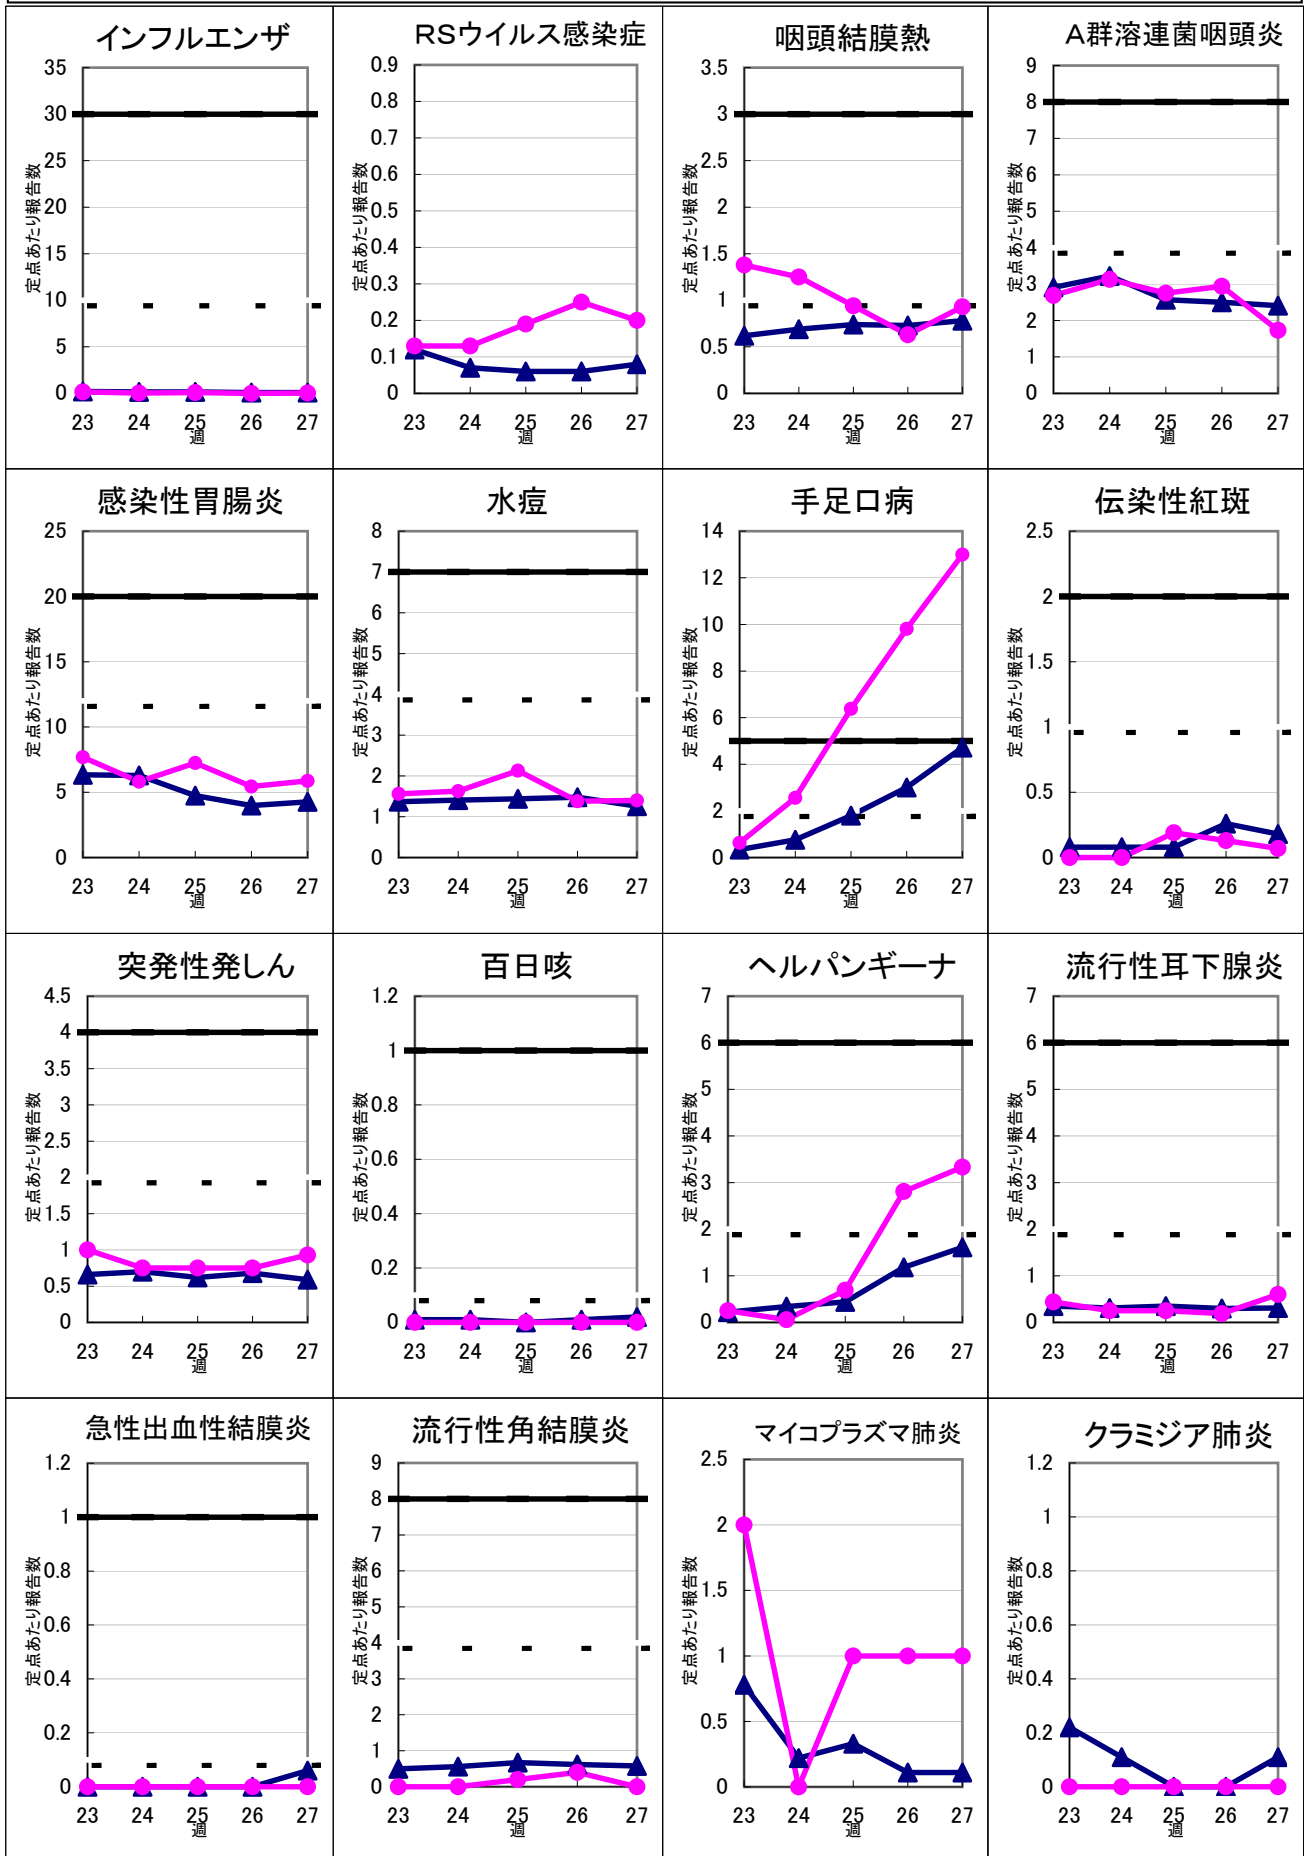 インフルエンザ
35
30
25
20
15
10
5
0
定点あたり報告数
23 24 25 26 27
週
RSウイルス感染症
0.9
0.8
0.7
0.6
0.5
0.4
0.3
0.2
0.1
0
定点あたり報告数
23 24 25 26 27
週
咽頭結膜熱
3.5
3
2.5
2
1.5
1
0.5
0
定点あたり報告数
23 24 25 26 27
週
A群溶連菌咽頭炎
9
8
7
6
5
4
3
2
1
0
定点あたり報告数
23 24 25 26 27
週
感染性胃腸炎
25
20
15
10
5
0
定点あたり報告数
23 24 25 26 27
週
水痘
8
7
6
5
4
3
2
1
0
定点あたり報告数
23 24 25 26 27
週
手足口病
14
12
10
8
6
4
2
0
定点あたり報告数
23 24 25 26 27
週
伝染性紅斑
2.5
2
1.5
1
0.5
0
定点あたり報告数
23 24 25 26 27
週
突発性発しん
4.5
4
3.5
3
2.5
2
1.5
1
0.5
0
定点あたり報告数
23 24 25 26 27
週
百日咳
1.2
1
0.8
0.6
0.4
0.2
0
定点あたり報告数
23 24 25 26 27
週
ヘルパンギーナ
7
6
5
4
3
2
1
0
定点あたり報告数
23 24 25 26 27
週
流行性耳下腺炎
7
6
5
4
3
2
1
0
定点あたり報告数
23 24 25 26 27
週
急性出血性結膜炎
1.2
1
0.8
0.6
0.4
0.2
0
定点あたり報告数
23 24 25 26 27
週
流行性角結膜炎
9
8
7
6
5
4
3
2
1
0
定点あたり報告数
23 24 25 26 27
週
マイコプラズマ肺炎
2.5
2
1.5
1
0.5
0
定点あたり報告数
23 24 25 26 27
週
クラミジア肺炎
1.2
1
0.8
0.6
0.4
0.2
0
定点あたり報告数
23 24 25 26 27
週